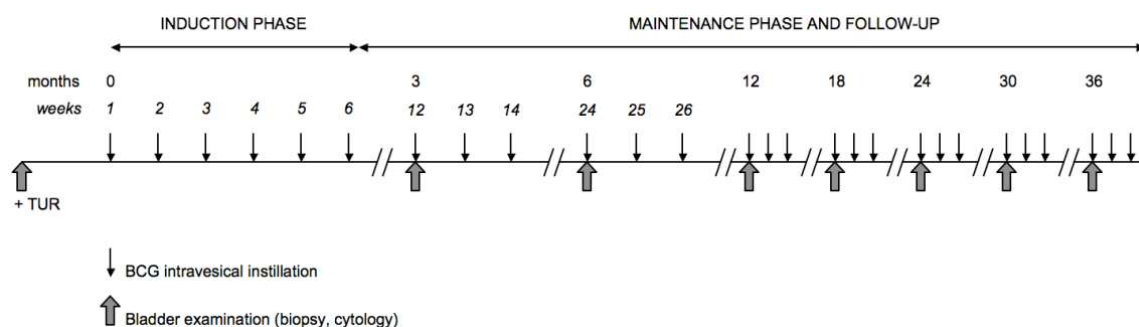 INDUCTION PHASE MAINTENANCE PHASE AND FOLLOW-UP
months 0 3 6 12 18 24 30 36
weeks 1 2 3 4 5 6 12 13 14 24 25 26
+ TUR
BCG intravesical instillation
Bladder examination (biopsy, cytology)